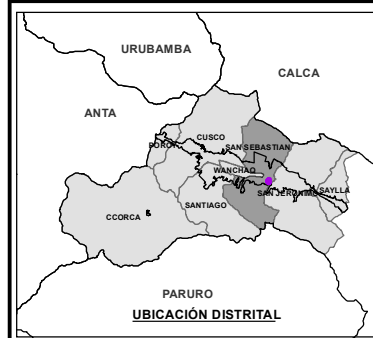 URUBAMBA
CALCA
ANTA
CUSCO
SAN SEBASTIAN
POROY
WANCHAQ
SAYLLA
SAN JERONIMO
SANTIAGO
CCORCA
PARURO
UBICACIÓN DISTRITAL